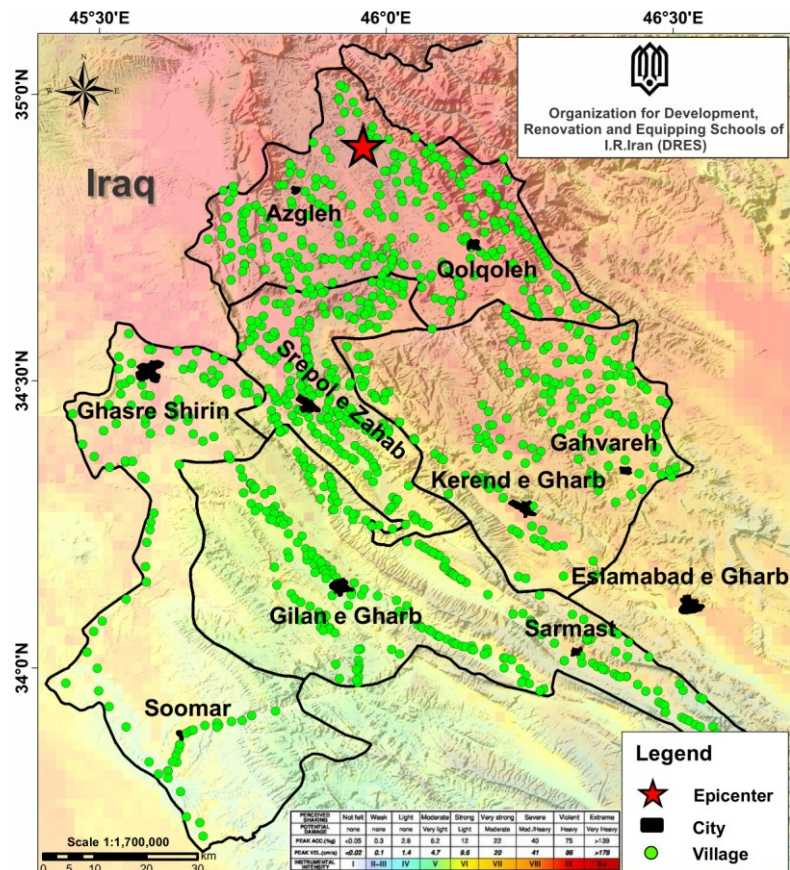 45°30' 46°0' 46°30'
35°0'
34°30'
34°0'
N
W E
S
Organization for Development,
Renovation and Equipping Schools of
I.R.Iran (DRES)
Iraq
Azgleh
Qolqoleh
Srepol e Zahab
Ghasre Shirin
Gahvareh
Kerend e Gharb
Eslamabad e Gharb
Gilan e Gharb
Sarmast
Soomar
Legend
Epicenter
City
Village
Scale 1:1,700,000
0 5 10 20 30 km
PERCEIVED SHAKING Not felt Weak Light Moderate Strong Very strong Severe Violent Extreme
POTENTIAL DAMAGE none none none Very light Light Moderate Mod./Heavy Heavy Very Heavy
PEAK ACC.(%g) <0.05 0.3 2.8 6.2 12 22 40 75 >139
PEAK VEL.(cm/s) <0.02 0.1 1.4 4.7 9.6 20 41 86 >178
INSTRUMENTAL INTENSITY I II-III IV V VI VII VIII IX X+